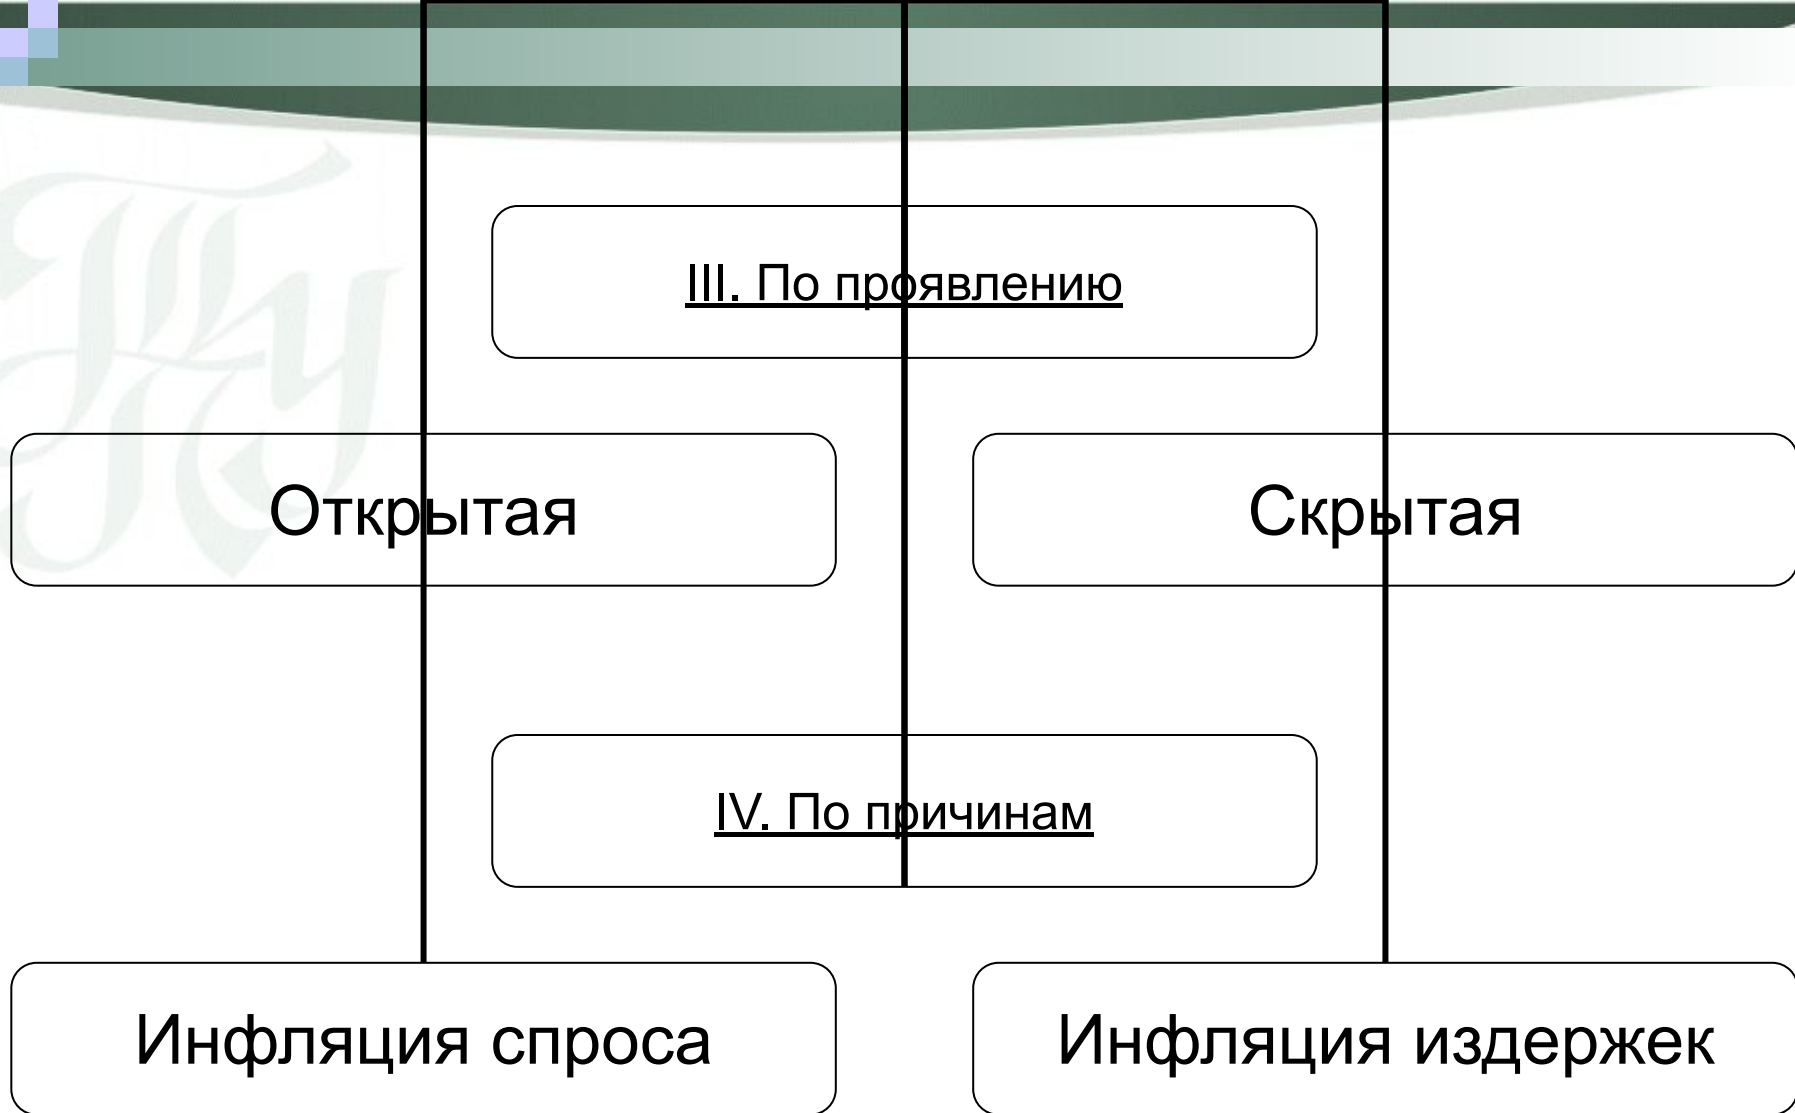 III. По проявлению
Открытая
Скрытая
IV. По причинам
Инфляция спроса
Инфляция издержек